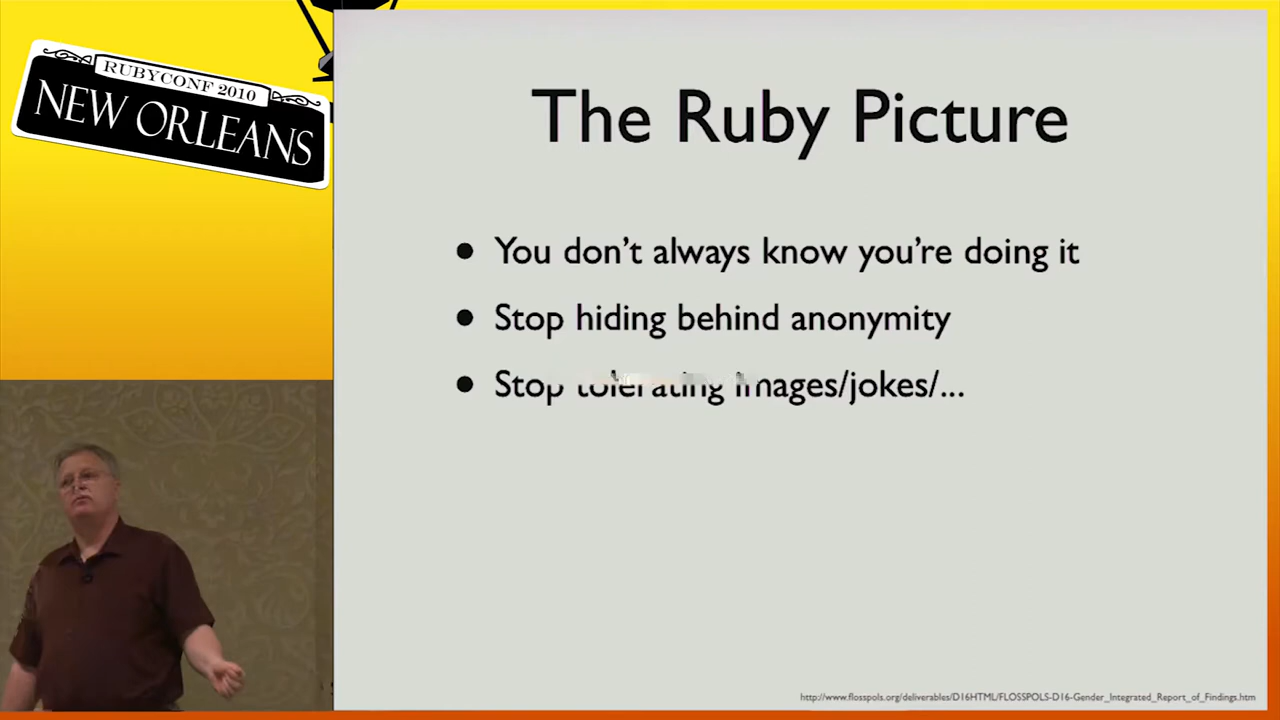 RUBYCONF 2010
NEW ORLEANS
The Ruby Picture
• You don't always know you're doing it
• Stop hiding behind anonymity
• Stop tolerating images/jokes/...
http://www.flosspols.org/deliverables/D16HTML/FLOSSPOLS-D16-Gender_Integrated_Report_of_Findings.htm